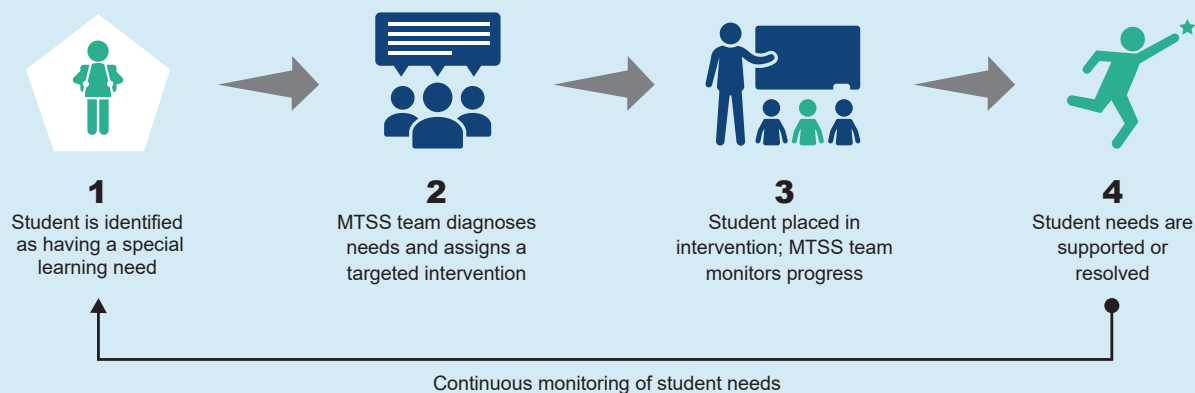 1
Student is identified
as having a special
learning need
2
MTSS team diagnoses
needs and assigns a
targeted intervention
3
Student placed in
intervention; MTSS team
monitors progress
4
Student needs are
supported or
resolved
Continuous monitoring of student needs